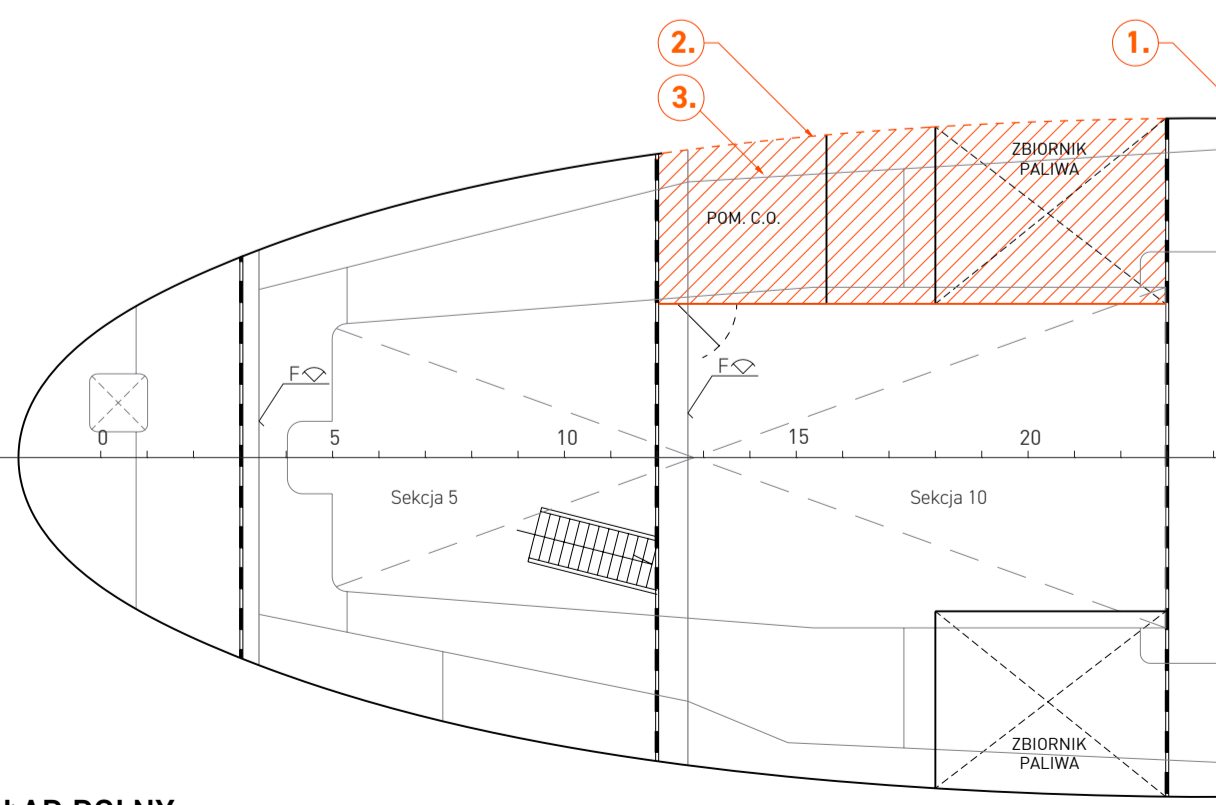 2.
1.
3.
ZBIORNIK
PALIWA
POM. C.O.
F
F
0
5
10
15
20
Sekcja 5
Sekcja 10
ZBIORNIK
PALIWA